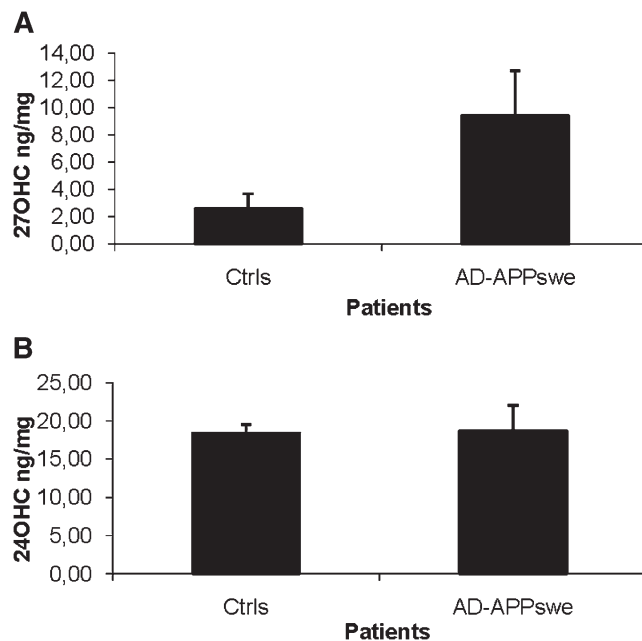 A
27OHC ng/mg
14,00
12,00
10,00
8,00
6,00
4,00
2,00
0,00
Ctrls
AD-APPswe
Patients
B
24OHC ng/mg
25,00
20,00
15,00
10,00
5,00
0,00
Ctrls
AD-APPswe
Patients